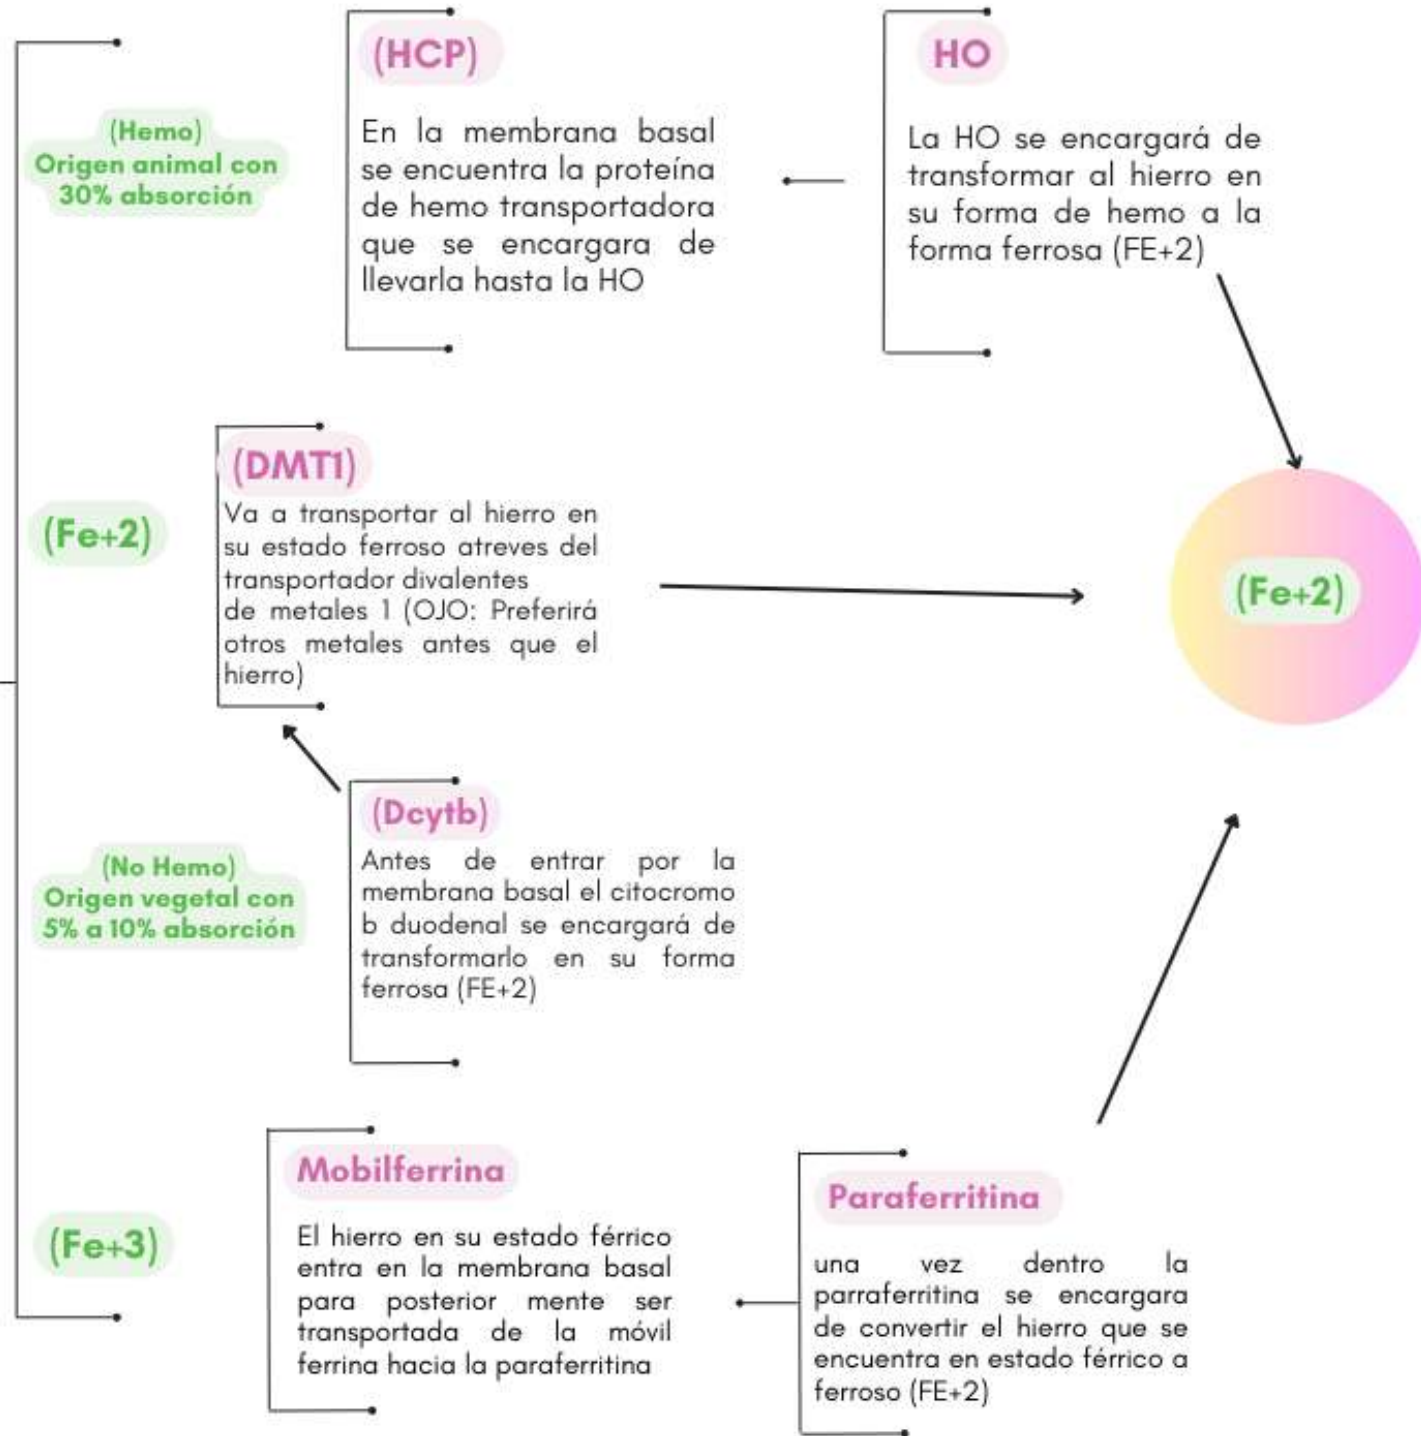 (HCP)
En la membrana basal
se encuentra la proteína
de hemo transportadora
que se encargara de
llevarla hasta la HO
HO
La HO se encargará de
transformar al hierro en
su forma de hemo a la
forma ferrosa (FE+2)
(Hemo)
Origen animal con
30% absorción
(Fe+2)
(DMT1)
Va a transportar al hierro en
su estado ferroso atreves del
transportador divalentes
de metales 1 (OJO: Preferirá
otros metales antes que el
hierro)
(Fe+2)
(No Hemo)
Origen vegetal con
5% a 10% absorción
(Dcytb)
Antes de entrar por la
membrana basal el citocromo
b duodenal se encargará de
transformarlo en su forma
ferrosa (FE+2)
(Fe+3)
Mobilferrina
El hierro en su estado férrico
entra en la membrana basal
para posterior mente ser
transportada de la móvil
ferrina hacia la paraferritina
Paraferritina
una vez dentro la
parraferritina se encargara
de convertir el hierro que se
encuentra en estado férrico a
ferroso (FE+2)